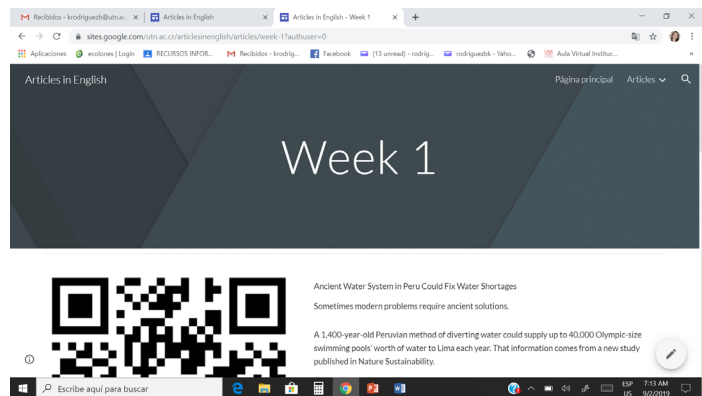 Recibidos - krodriguezb@utn.ac.
Articles in English
Articles in English - Week 1
sites.google.com/utn.ac.cr/articlesinenglish/articles/week-1?authuser=0
Aplicaciones
ecolones | Login
RECURSOS INFOR...
Recibidos - krodrig...
Facebook
(13 unread) - rodrig...
rodriguezbk - Yaho...
Aula Virtual Instituc...
»
Articles in English
Página principal
Articles
Week 1
Ancient Water System in Peru Could Fix Water Shortages
Sometimes modern problems require ancient solutions.
A 1,400-year-old Peruvian method of diverting water could supply up to 40,000 Olympic-size
swimming pools' worth of water to Lima each year. That information comes from a new study
published in Nature Sustainability.
Escribe aquí para buscar
ESP
US
7:13 AM
9/2/2019